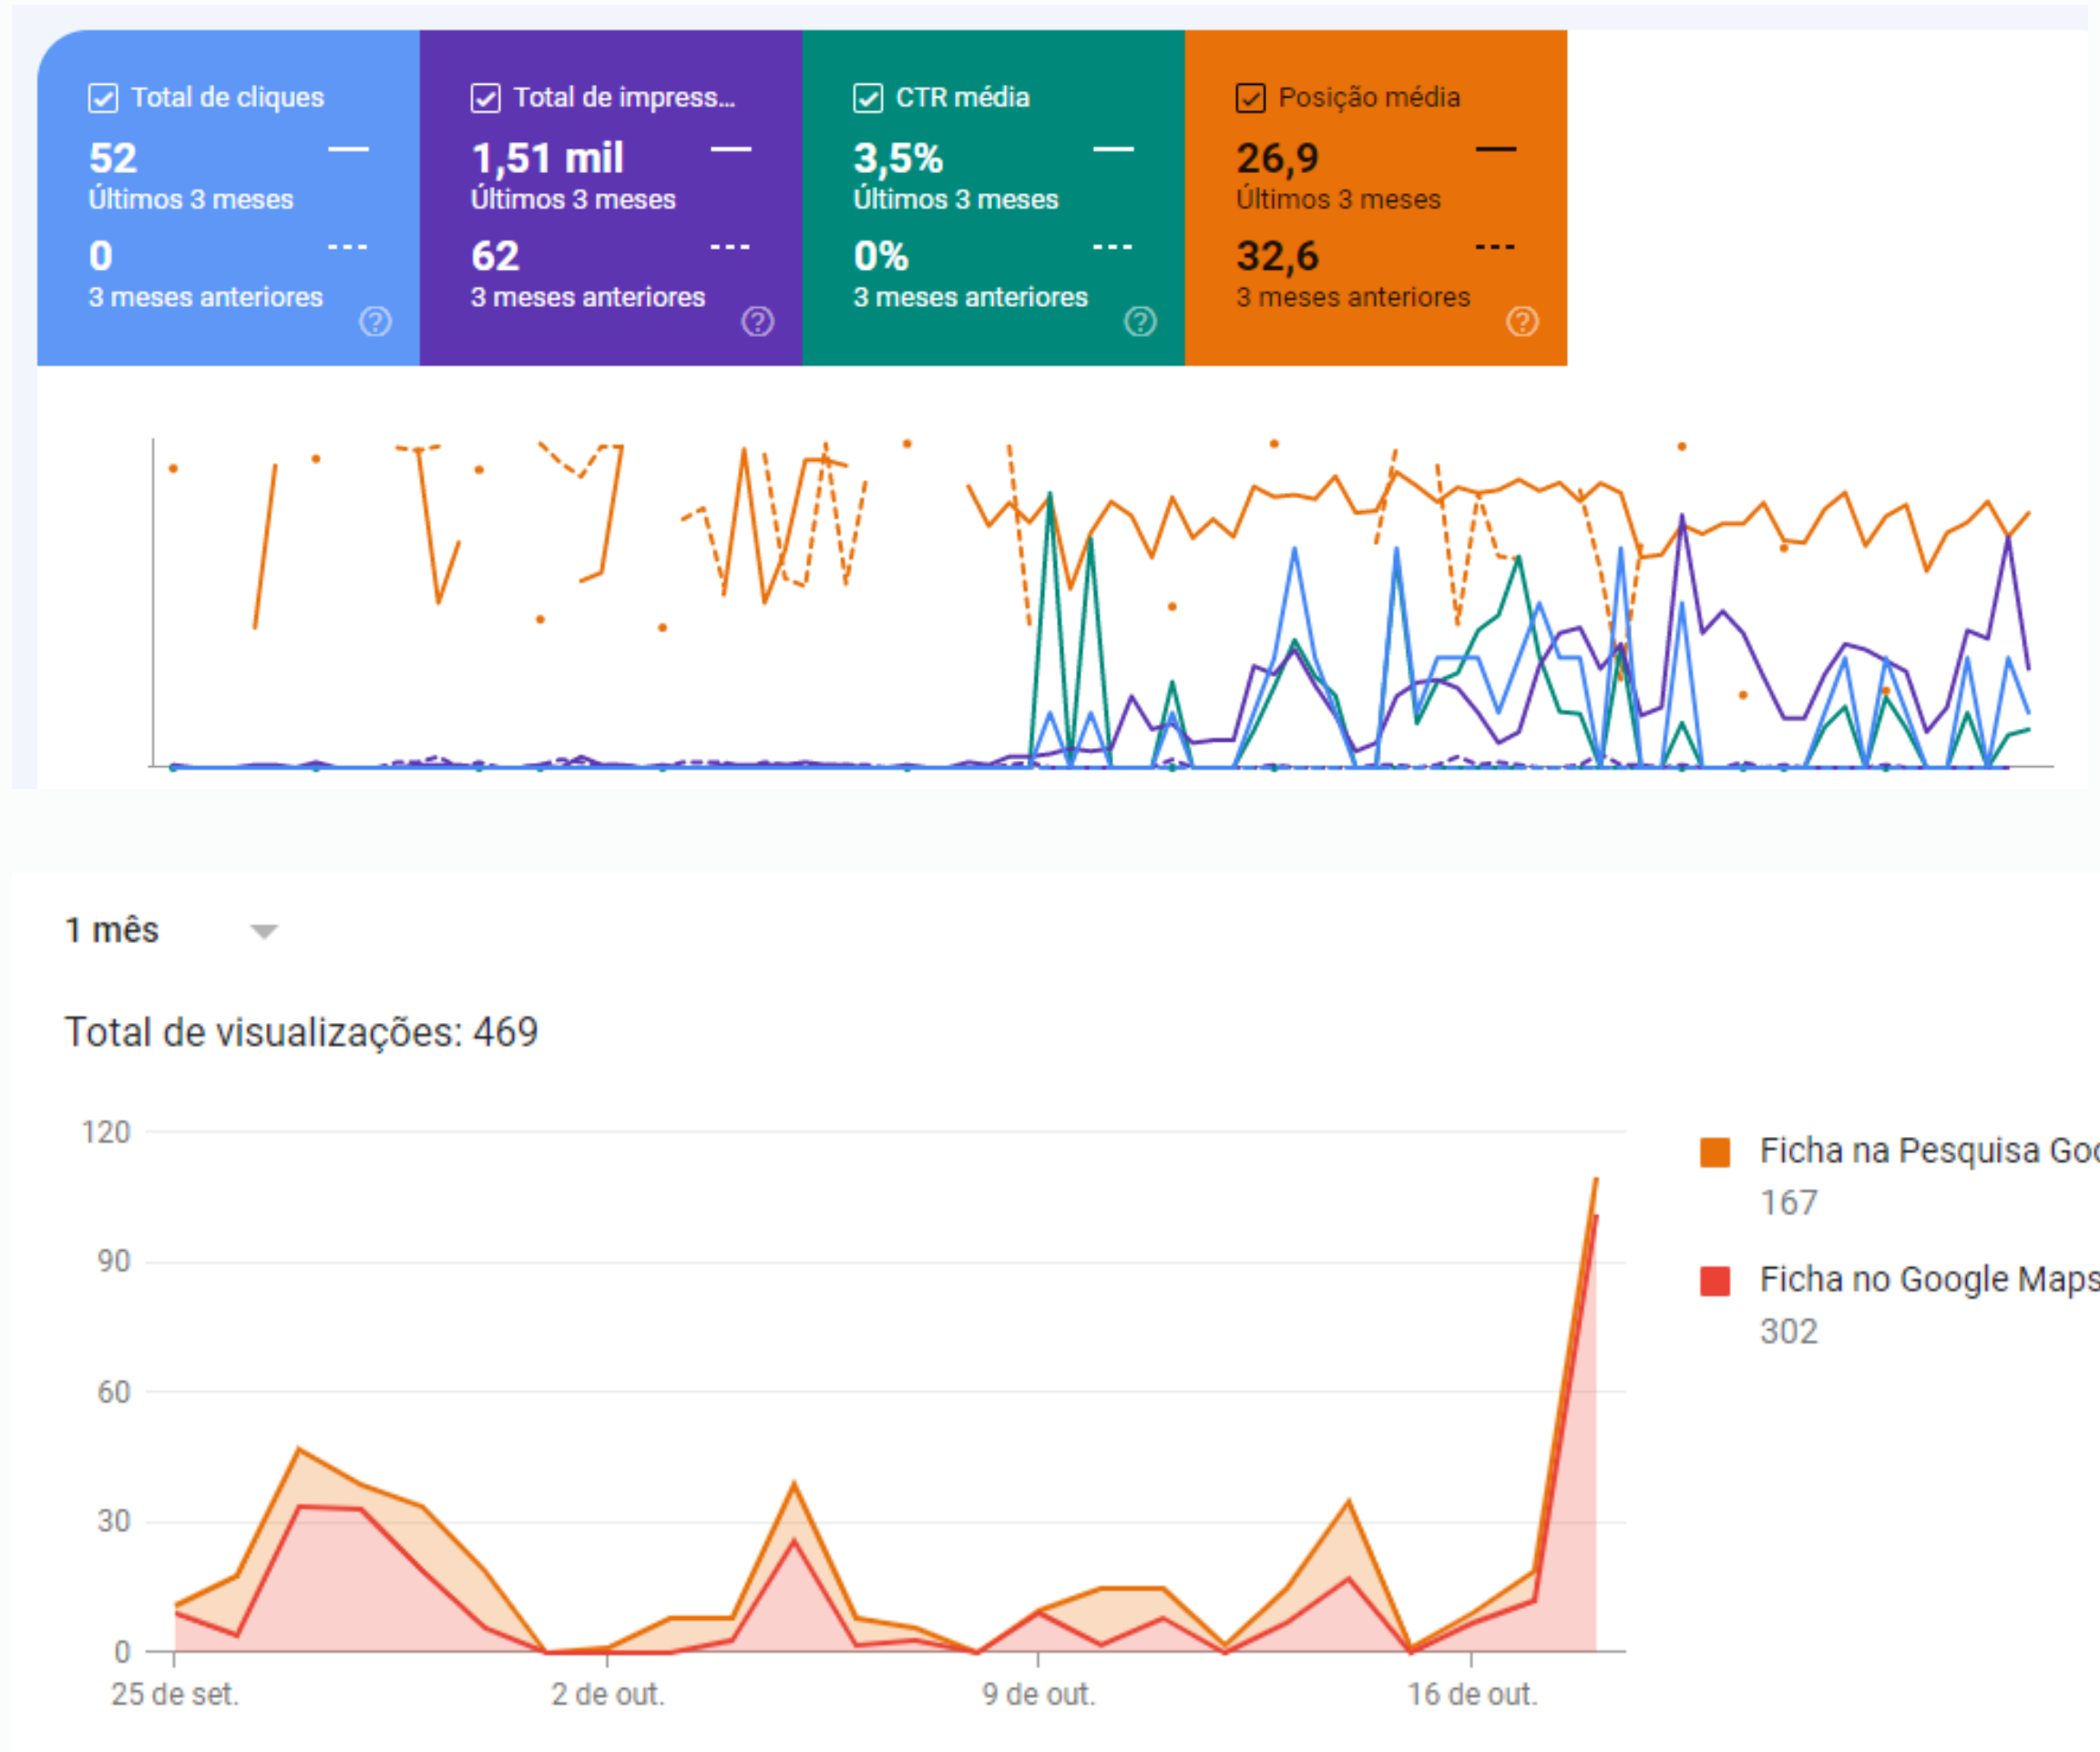 Total de cliques
52
Últimos 3 meses
0
3 meses anteriores
Total de impress...
1,51 mil
Últimos 3 meses
62
3 meses anteriores
CTR média
3,5%
Últimos 3 meses
0%
3 meses anteriores
Posição média
26,9
Últimos 3 meses
32,6
3 meses anteriores
1 mês
Total de visualizações: 469
120
90
60
30
0
25 de set.
2 de out.
9 de out.
16 de out.
Ficha na Pesquisa
167
Ficha no Google Maps
302